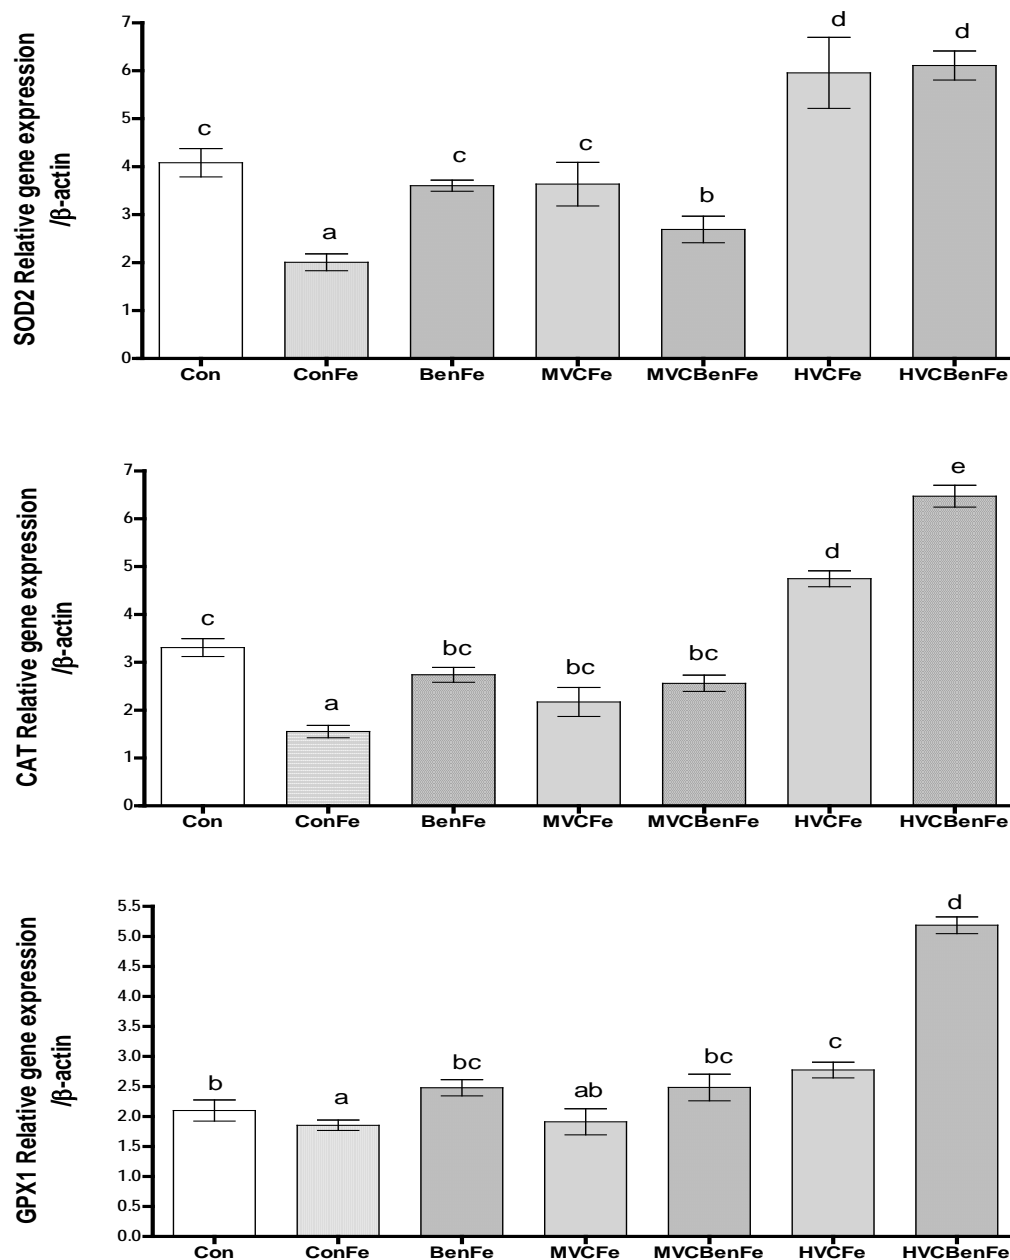 SOD2 Relative gene expression
/β-actin
7
6
5
4
3
2
1
0
c
a
c
c
b
d
d
Con ConFe BenFe MVCFe MVCBenFe HVCFe HVCBenFe
CAT Relative gene expression
/β-actin
7
6
5
4
3
2
1
0
c
a
bc
bc
bc
d
e
Con ConFe BenFe MVCFe MVCBenFe HVCFe HVCBenFe
GPX1 Relative gene expression
/β-actin
5.5
5.0
4.5
4.0
3.5
3.0
2.5
2.0
1.5
1.0
0.5
0.0
b
a
bc
ab
bc
c
d
Con ConFe BenFe MVCFe MVCBenFe HVCFe HVCBenFe